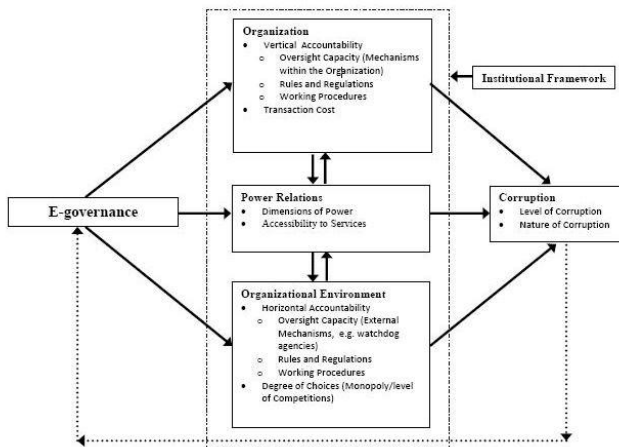 Organization
• Vertical Accountability
o Oversight Capacity (Mechanisms
within the Organization)
o Rules and Regulations
o Working Procedures
• Transaction Cost
Institutional Framework
E-governance
Power Relations
• Dimensions of Power
• Accessibility to Services
Corruption
• Level of Corruption
• Nature of Corruption
Organizational Environment
• Horizontal Accountability
o Oversight Capacity (External
Mechanisms, e.g. watchdog
agencies)
o Rules and Regulations
o Working Procedures
• Degree of Choices (Monopoly/level
of Competitions)